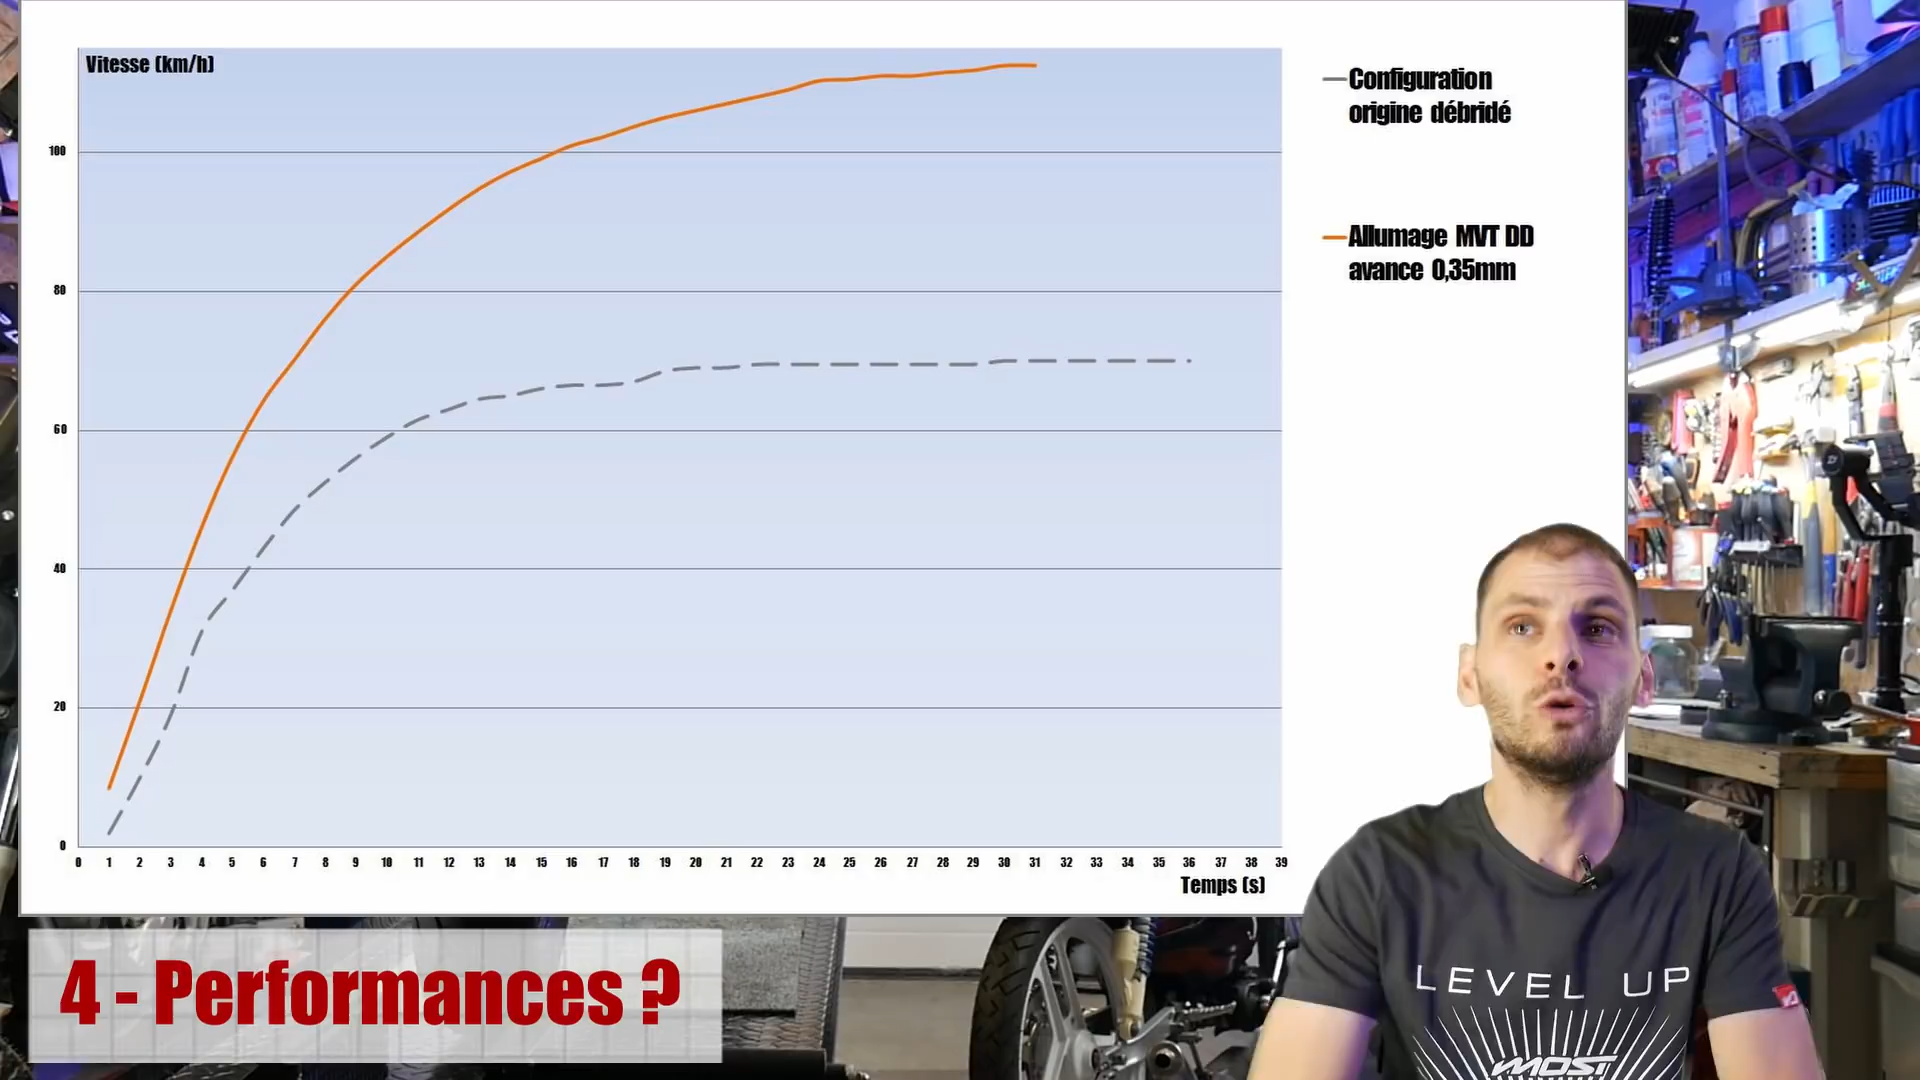 Vitesse (km/h)
100
80
60
40
20
0
0 1 2 3 4 5 6 7 8 9 10 11 12 13 14 15 16 17 18 19 20 21 22 23 24 25 26 27 28 29 30 31 32 33 34 35 36 37 38 39
Temps (s)
Configuration
origine débridé
Allumage MVT DD
avance 0,35mm
4 - Performances ?
LEVEL UP
MOST